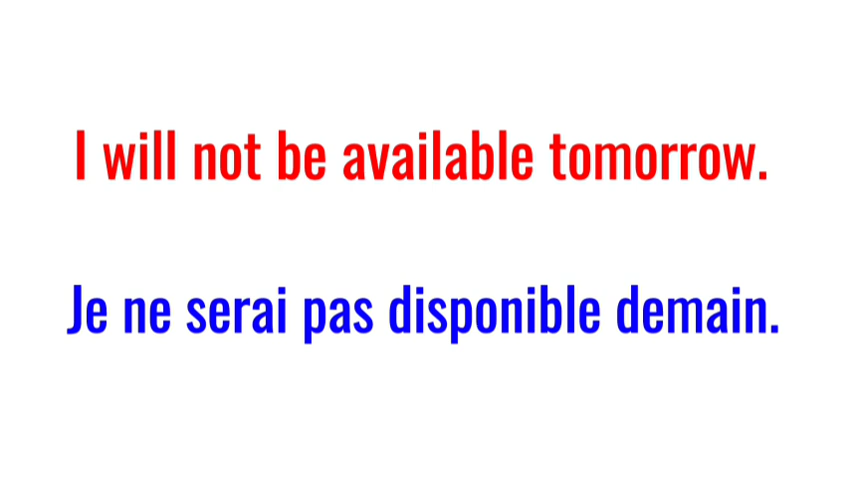 I will not be available tomorrow.
Je ne serai pas disponible demain.